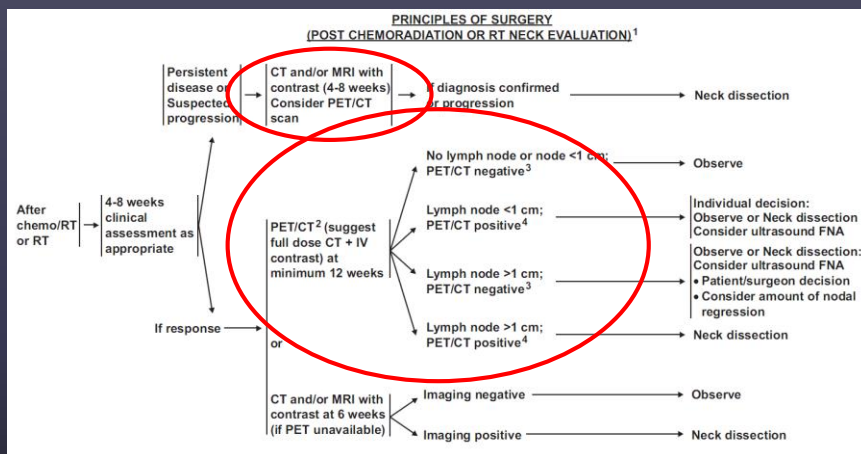 PRINCIPLES OF SURGERY
(POST CHEMORADIATION OR RT NECK EVALUATION)1
Persistent
disease or
Suspected
progression
CT and/or MRI with
contrast (4-8 weeks)
Consider PET/CT
scan
If diagnosis confirmed
or progression
Neck dissection
After
chemo/RT
or RT
4-8 weeks
clinical
assessment as
appropriate
If response
PET/CT2 (suggest
full dose CT + IV
contrast) at
minimum 12 weeks
or
No lymph node or node <1 cm;
PET/CT negative3
Observe
Lymph node <1 cm;
PET/CT positive4
Individual decision:
Observe or Neck dissection
Consider ultrasound FNA
Lymph node >1 cm;
PET/CT negative3
Observe or Neck dissection:
Consider ultrasound FNA
• Patient/surgeon decision
• Consider amount of nodal
regression
Lymph node >1 cm;
PET/CT positive4
Neck dissection
CT and/or MRI with
contrast at 6 weeks
(if PET unavailable)
Imaging negative
Observe
Imaging positive
Neck dissection